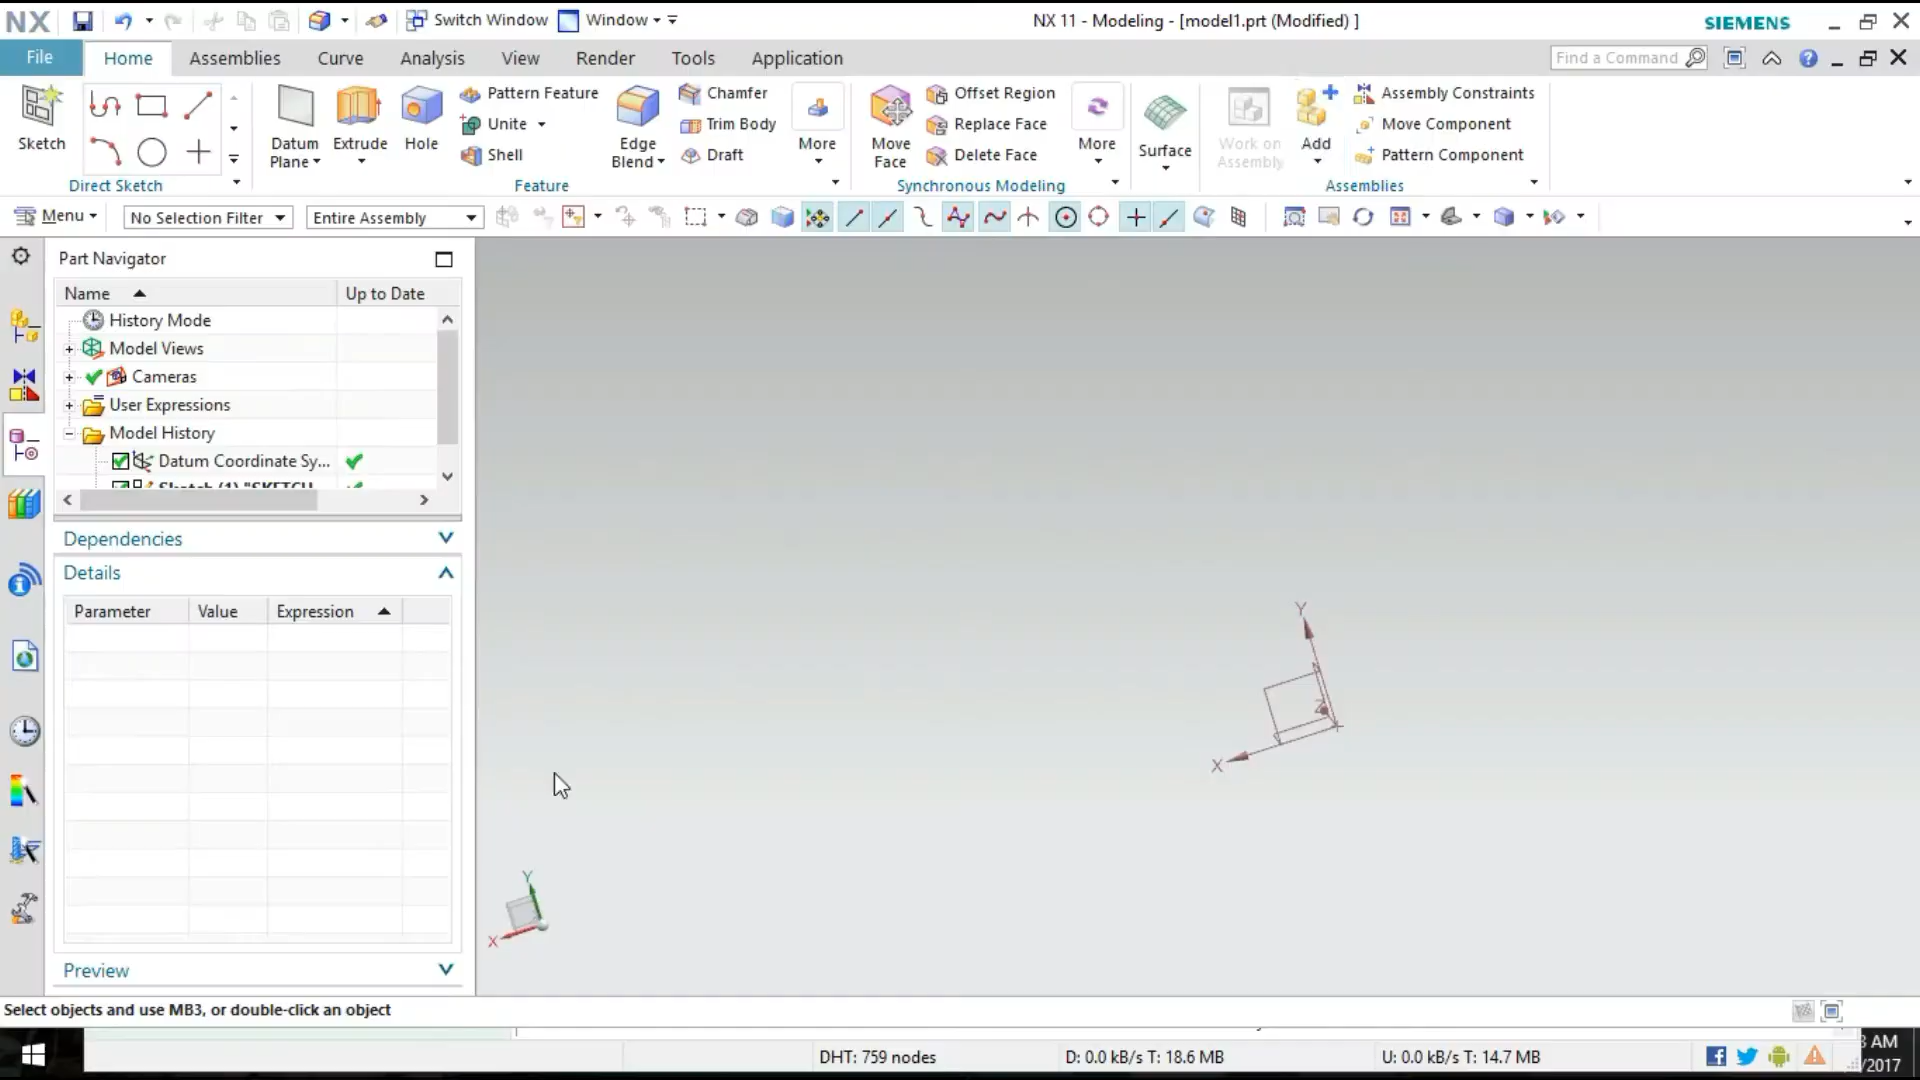 NX Switch Window Window NX 11 - Modeling - [model1.prt (Modified) ] SIEMENS
File Home Assemblies Curve Analysis View Render Tools Application Find a Command
Sketch
Direct Sketch
Datum Plane
Extrude
Hole
Pattern Feature
Unite
Shell
Edge Blend
Chamfer
Trim Body
Draft
More
Feature
Move Face
Offset Region
Replace Face
Delete Face
More
Synchronous Modeling
Surface
Work on Assembly
Add
Assembly Constraints
Move Component
Pattern Component
Assemblies
Menu No Selection Filter Entire Assembly
Part Navigator
Name Up to Date
History Mode
Model Views
Cameras
User Expressions
Model History
Datum Coordinate Sy...
Sketch (1) "SKETCH
Dependencies
Details
Parameter Value Expression
Preview
Y
Z
X
Y
X
Select objects and use MB3, or double-click an object
DHT: 759 nodes D: 0.0 kB/s T: 18.6 MB U: 0.0 kB/s T: 14.7 MB
AM
/2017